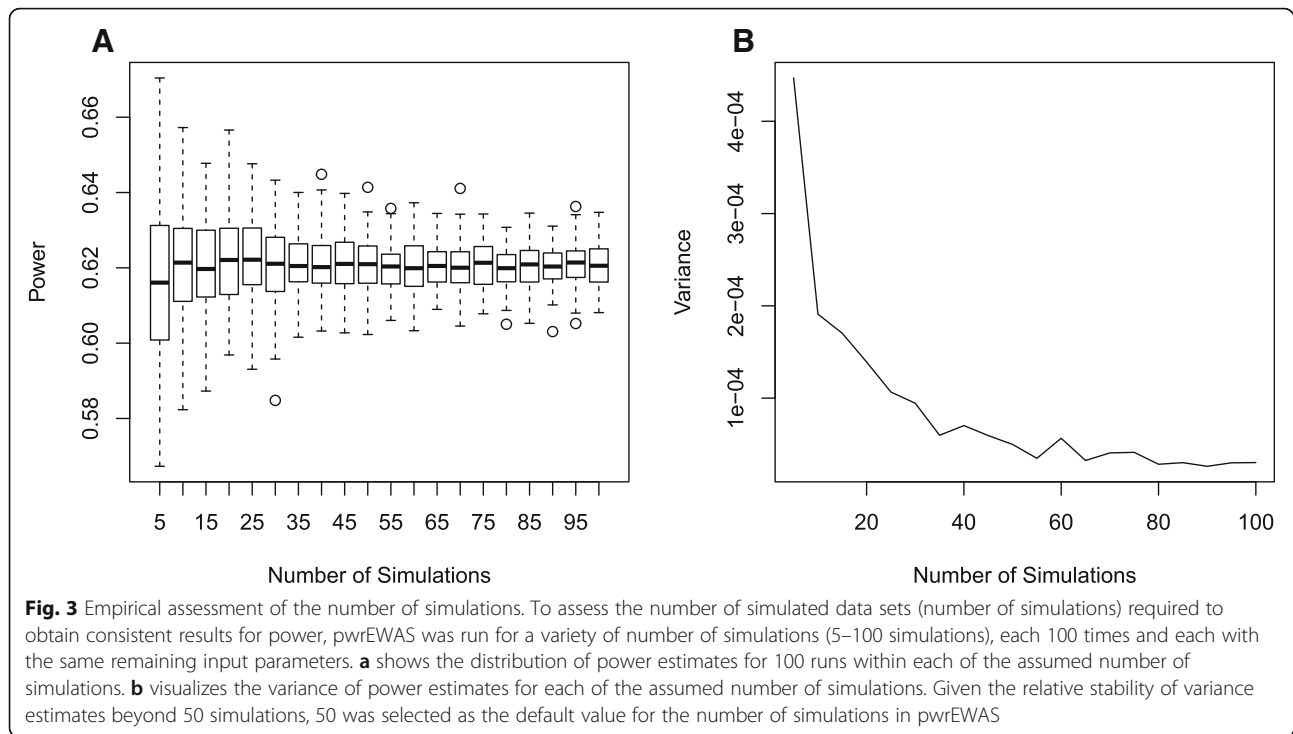 A
B
Power
0.58 0.60 0.62 0.64 0.66
5 15 25 35 45 55 65 75 85 95
Number of Simulations
Variance
1e−04 2e−04 3e−04 4e−04
20 40 60 80 100
Number of Simulations
Fig. 3 Empirical assessment of the number of simulations. To assess the number of simulated data sets (number of simulations) required to
obtain consistent results for power, pwrEWAS was run for a variety of number of simulations (5–100 simulations), each 100 times and each with
the same remaining input parameters. a shows the distribution of power estimates for 100 runs within each of the assumed number of
simulations. b visualizes the variance of power estimates for each of the assumed number of simulations. Given the relative stability of variance
estimates beyond 50 simulations, 50 was selected as the default value for the number of simulations in pwrEWAS